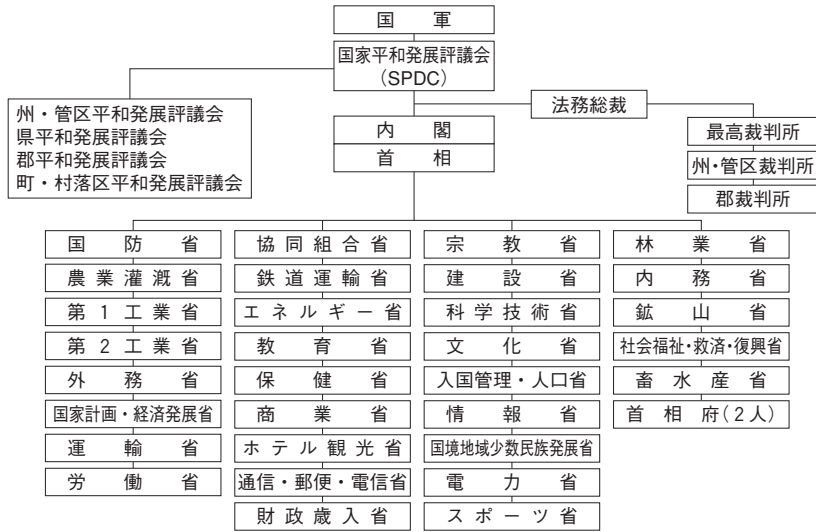 国軍
国家平和発展評議会
(SPDC)
法務総裁
州・管区平和発展評議会
県平和発展評議会
郡平和発展評議会
町・村落区平和発展評議会
内閣
首相
最高裁判所
州・管区裁判所
郡裁判所
国防省
農業灌漑省
第1工業省
第2工業省
外務省
国家計画・経済発展省
運輸省
労働省
協同組合省
鉄道運輸省
エネルギー省
教育省
保健省
商業省
ホテル観光省
通信・郵便・電信省
財政歳入省
宗教省
建設省
科学技術省
文化省
入国管理・人口省
情報省
国境地域少数民族発展省
電力省
スポーツ省
林業省
内務省
鉱山省
社会福祉・救済・復興省
畜水産省
首相府(2人)